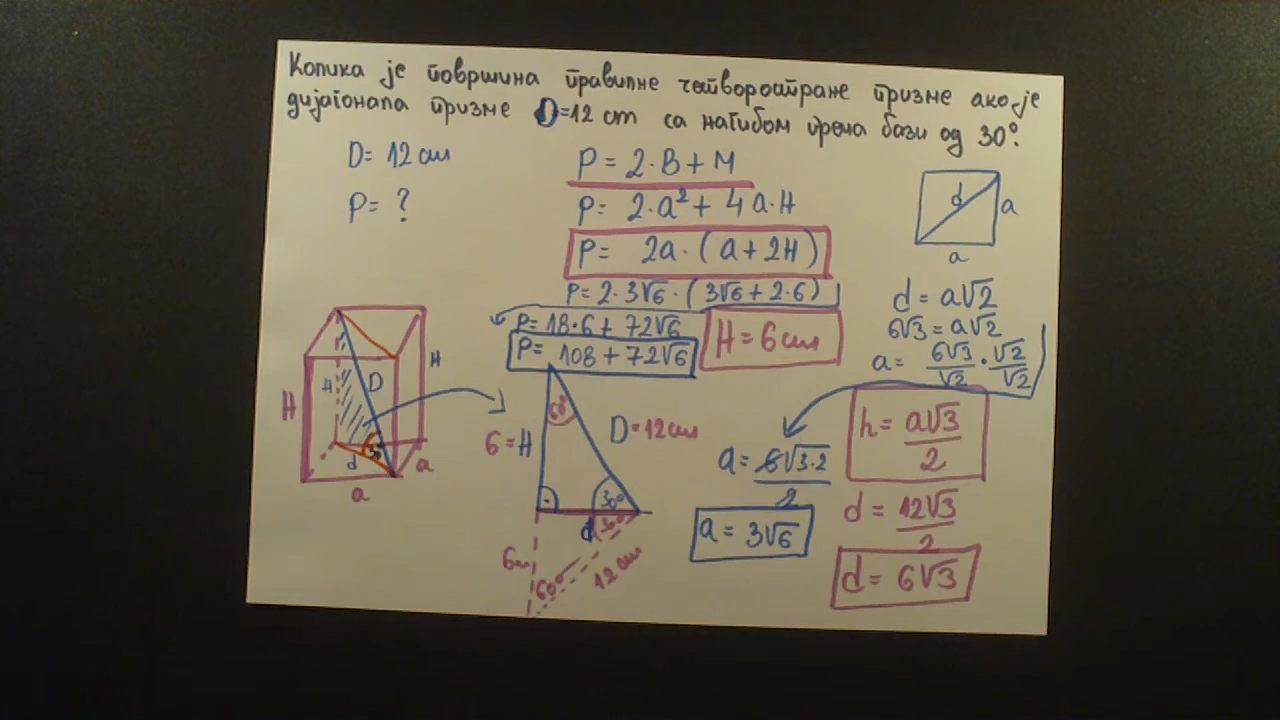 Колика је површина правилне четворостране призме ако је
дијагонала призме D=12 cm са нагибом према бази од 30°?
D = 12 cm
P = ?
P = 2·B + M
P = 2·a² + 4a·H
P = 2a·(a + 2H)
P = 2·3√6·(3√6 + 2·6)
P = 18·6 + 72√6
P = 108 + 72√6
H = 6 cm
d
a
a
d = a√2
6√3 = a√2
a = 6√3/√2 · √2/√2
a = 6√3·2/2
a = 3√6
h = a√3/2
d = 12√3/2
d = 6√3
H
H
D
H
30°
d
a
a
60°
6 = H
D = 12 cm
30°
d
30°
6cm
60°
12 cm